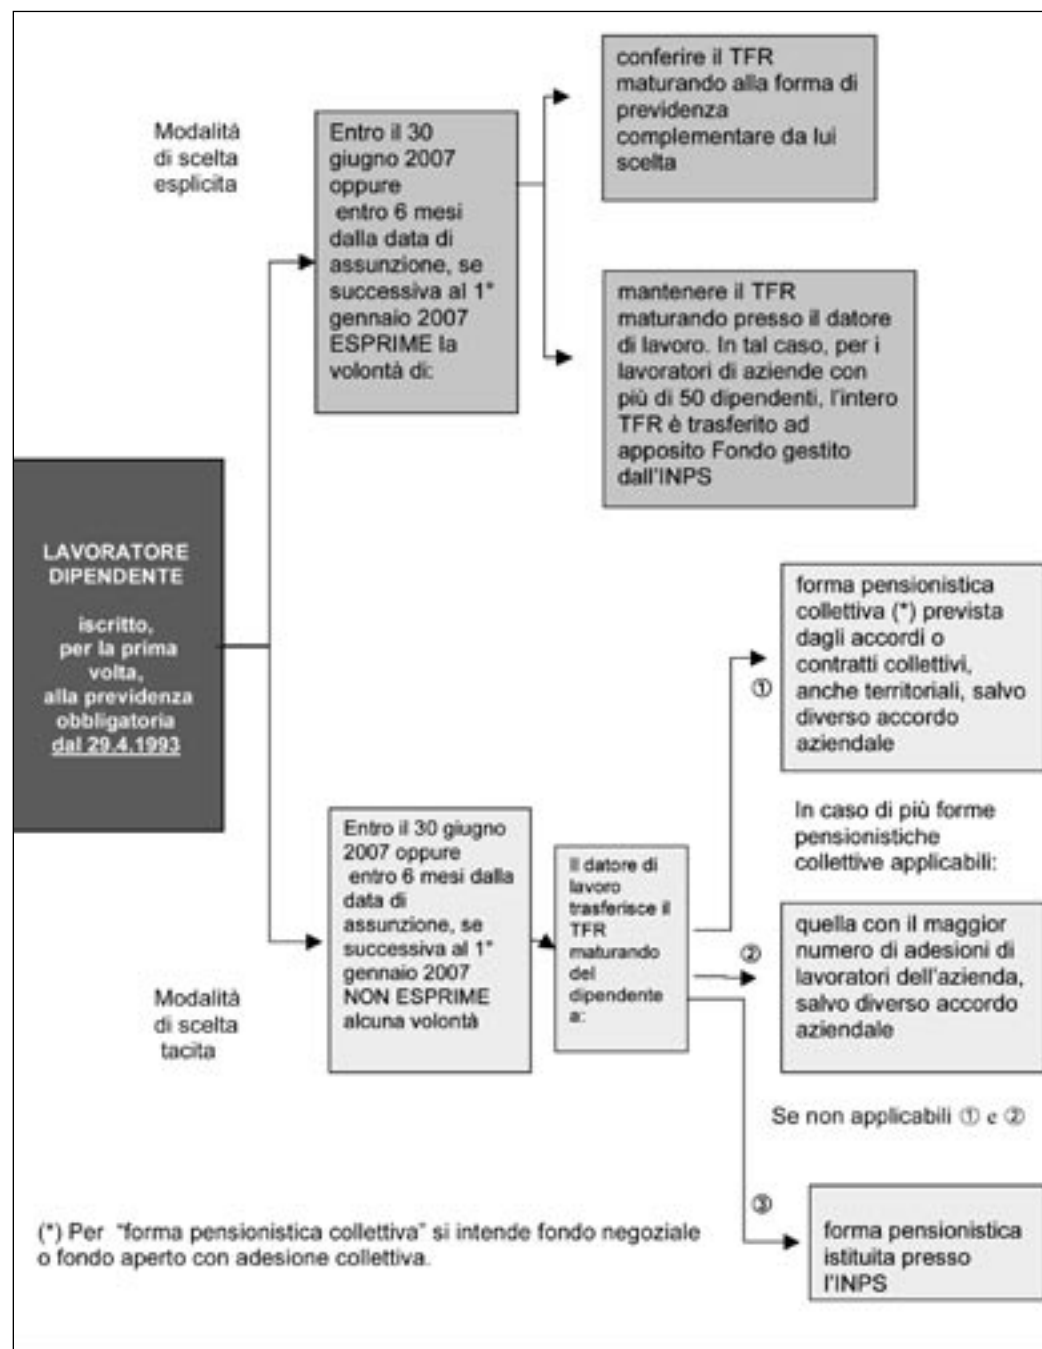 LAVORATORE
DIPENDENTE
iscritto,
per la prima
volta,
alla previdenza
obbligatoria
dal 29.4.1993
Modalità
di scelta
esplicita
Entro il 30
giugno 2007
oppure
entro 6 mesi
dalla data di
assunzione, se
successiva al 1°
gennaio 2007
ESPRIME la
volontà di:
conferire il TFR
maturando alla forma di
previdenza
complementare da lui
scelta
mantenere il TFR
maturando presso il datore
di lavoro. In tal caso, per i
lavoratori di aziende con
più di 50 dipendenti, l'intero
TFR è trasferito ad
apposito Fondo gestito
dall'INPS
Modalità
di scelta
tacita
Entro il 30 giugno
2007 oppure
entro 6 mesi dalla
data di
assunzione, se
successiva al 1°
gennaio 2007
NON ESPRIME
alcuna volontà
Il datore di
lavoro
trasferisce il
TFR
maturando
del
dipendente
a:
①
forma pensionistica
collettiva (*) prevista
dagli accordi o
contratti collettivi,
anche territoriali, salvo
diverso accordo
aziendale
In caso di più forme
pensionistiche
collettive applicabili:
②
quella con il maggior
numero di adesioni di
lavoratori dell'azienda,
salvo diverso accordo
aziendale
Se non applicabili ① e ②
③
forma pensionistica
istituita presso
l'INPS
(*) Per "forma pensionistica collettiva" si intende fondo negoziale
o fondo aperto con adesione collettiva.